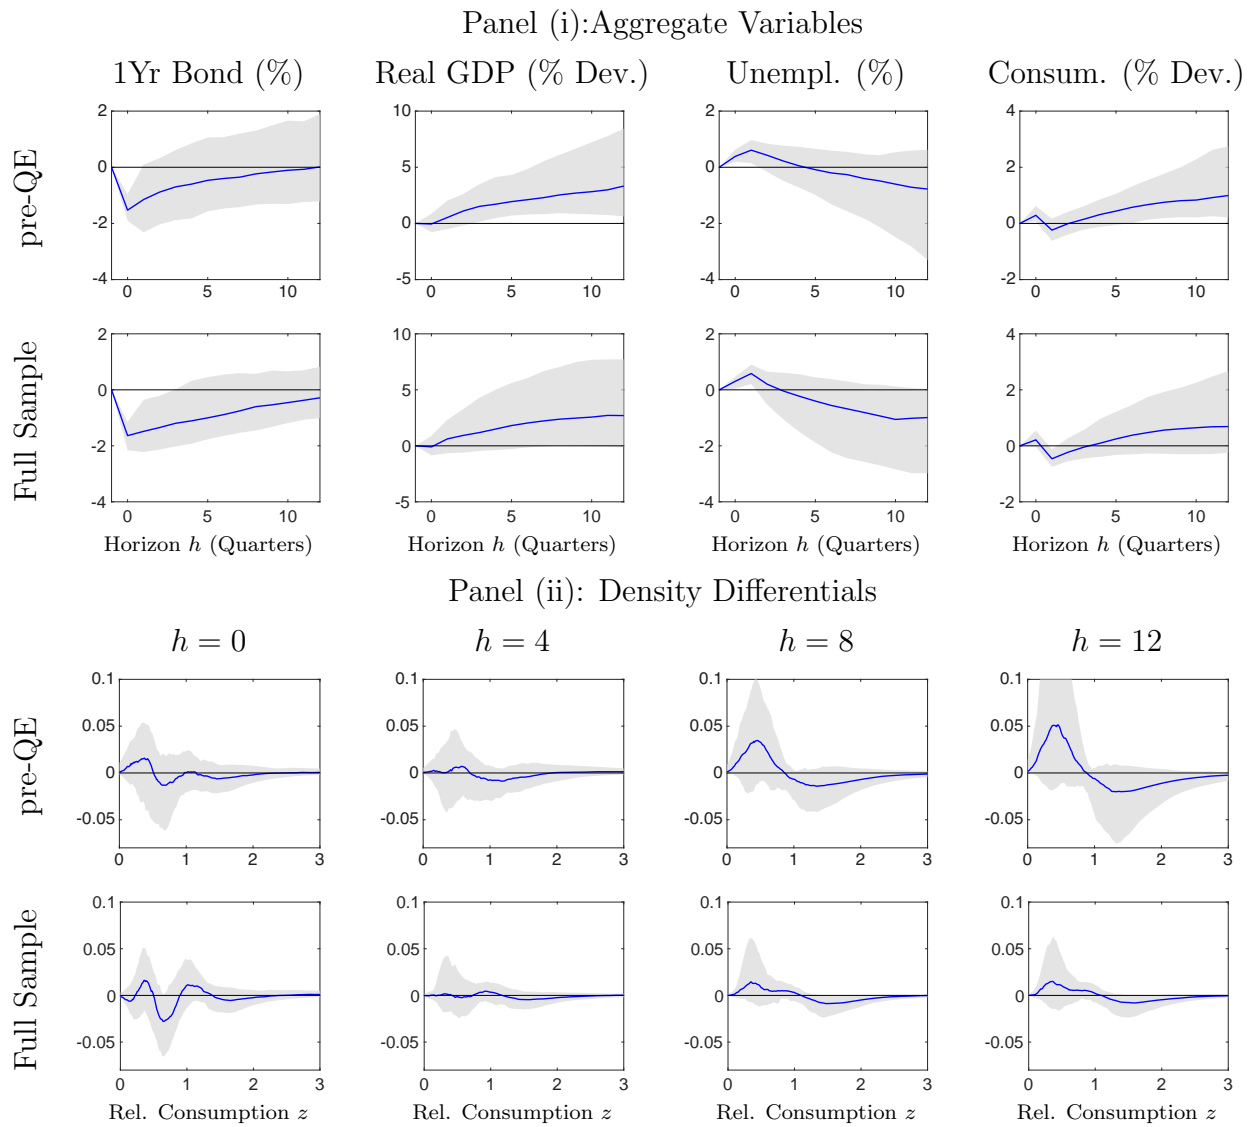 Panel (i):Aggregate Variables
1Yr Bond (%) Real GDP (% Dev.) Unempl. (%) Consum. (% Dev.)
pre-QE
2 0 -2 -4
0 5 10
10 5 0 -5
0 5 10
2 0 -2 -4
0 5 10
4 2 0 -2
0 5 10
Full Sample
2 0 -2 -4
0 5 10
10 5 0 -5
0 5 10
2 0 -2 -4
0 5 10
4 2 0 -2
0 5 10
Horizon h (Quarters) Horizon h (Quarters) Horizon h (Quarters) Horizon h (Quarters)
Panel (ii): Density Differentials
h = 0 h = 4 h = 8 h = 12
pre-QE
0.1 0.05 0 -0.05
0 1 2 3
0.1 0.05 0 -0.05
0 1 2 3
0.1 0.05 0 -0.05
0 1 2 3
0.1 0.05 0 -0.05
0 1 2 3
Full Sample
0.1 0.05 0 -0.05
0 1 2 3
0.1 0.05 0 -0.05
0 1 2 3
0.1 0.05 0 -0.05
0 1 2 3
0.1 0.05 0 -0.05
0 1 2 3
Rel. Consumption z Rel. Consumption z Rel. Consumption z Rel. Consumption z